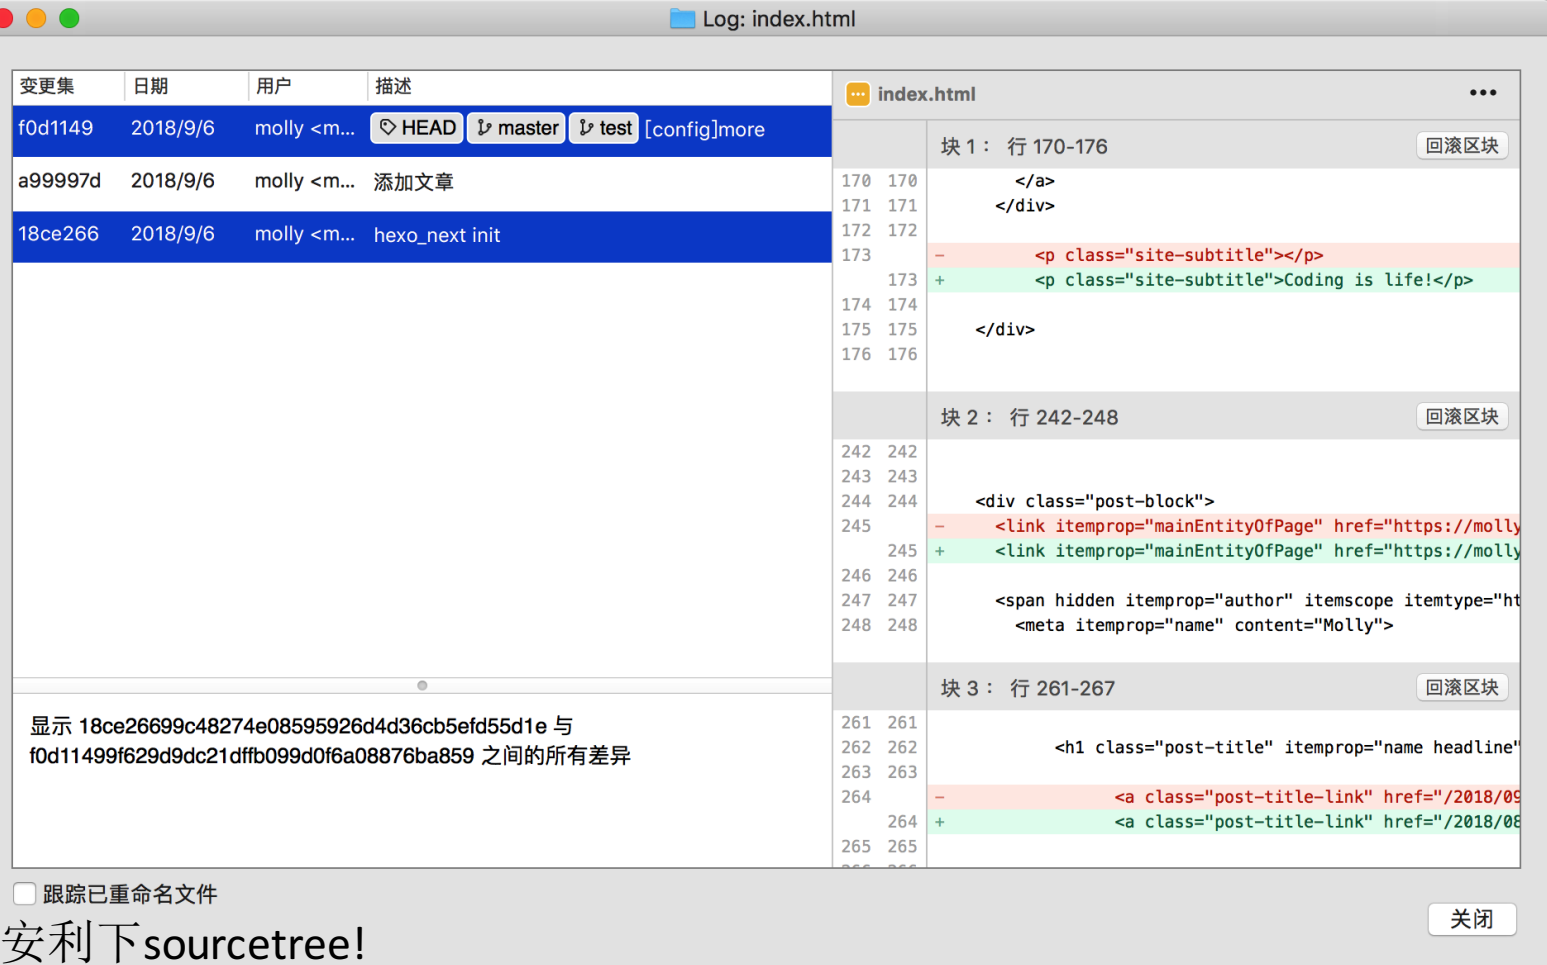 Log: index.html
变更集 日期 用户 描述
f0d1149 2018/9/6 molly <m... HEAD master test [config]more
a99997d 2018/9/6 molly <m... 添加文章
18ce266 2018/9/6 molly <m... hexo_next init
显示 18ce26699c48274e08595926d4d36cb5efd55d1e 与
f0d11499f629d9dc21dffb099d0f6a08876ba859 之间的所有差异
index.html
块 1： 行 170-176 回滚区块
170 170 </a>
171 171 </div>
172 172
173 - <p class="site-subtitle"></p>
173 + <p class="site-subtitle">Coding is life!</p>
174 174
175 175 </div>
176 176
块 2： 行 242-248 回滚区块
242 242
243 243
244 244 <div class="post-block">
245 - <link itemprop="mainEntityOfPage" href="https://molly
245 + <link itemprop="mainEntityOfPage" href="https://molly
246 246
247 247 <span hidden itemprop="author" itemscope itemtype="ht
248 248 <meta itemprop="name" content="Molly">
块 3： 行 261-267 回滚区块
261 261
262 262 <h1 class="post-title" itemprop="name headline"
263 263
264 - <a class="post-title-link" href="/2018/09
264 + <a class="post-title-link" href="/2018/08
265 265
跟踪已重命名文件
关闭
安利下sourcetree!